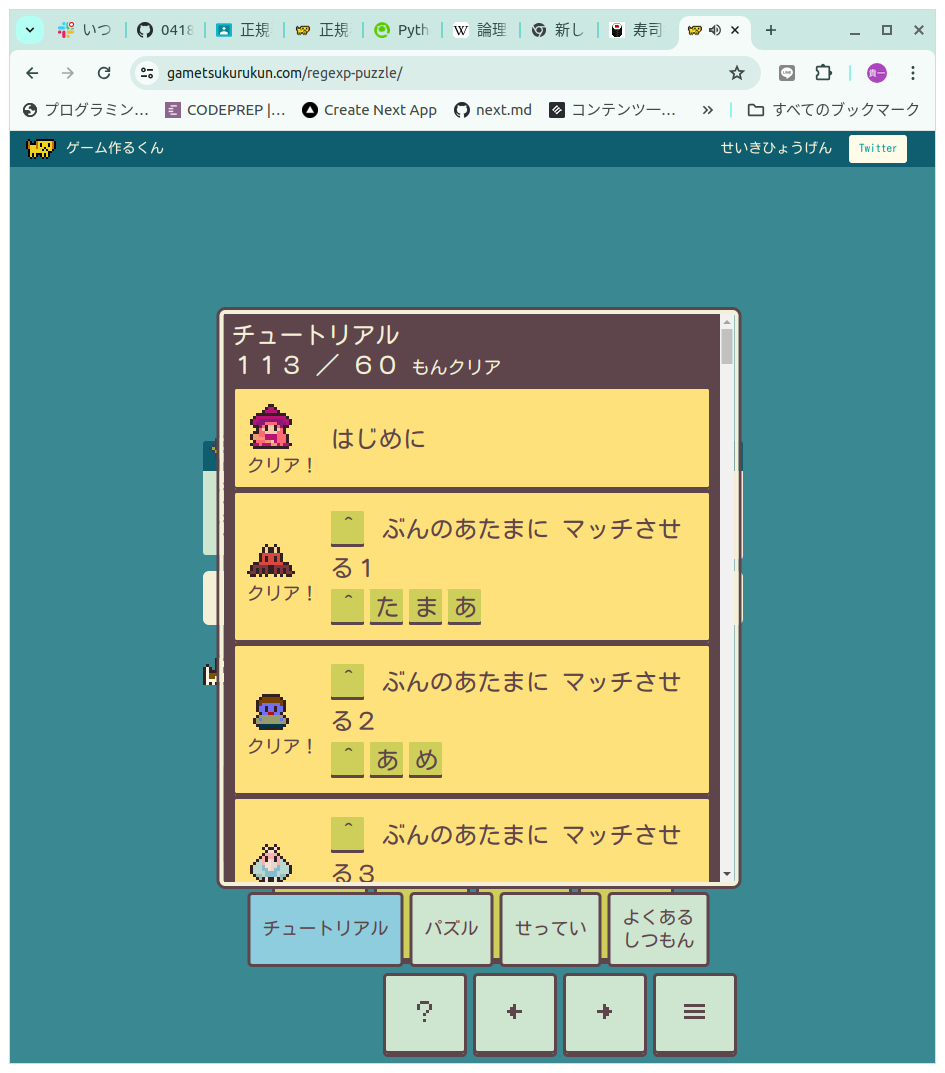 いつ
0418
正規
正規
Pyth
論理
新し
寿司
gametsukurukun.com/regexp-puzzle/
貴一
プログラミン…
CODEPREP |…
Create Next App
next.md
コンテンツー…
»
すべてのブックマーク
ゲーム作るくん
せいきひょうげん
Twitter
チュートリアル
１１３ ／ ６０ もんクリア
はじめに
クリア！
^ ぶんのあたまに マッチさせ
る１
クリア！
^ た ま あ
^ ぶんのあたまに マッチさせ
る２
クリア！
^ あ め
^ ぶんのあたまに マッチさせ
る３
チュートリアル
パズル
せってい
よくある
しつもん
?